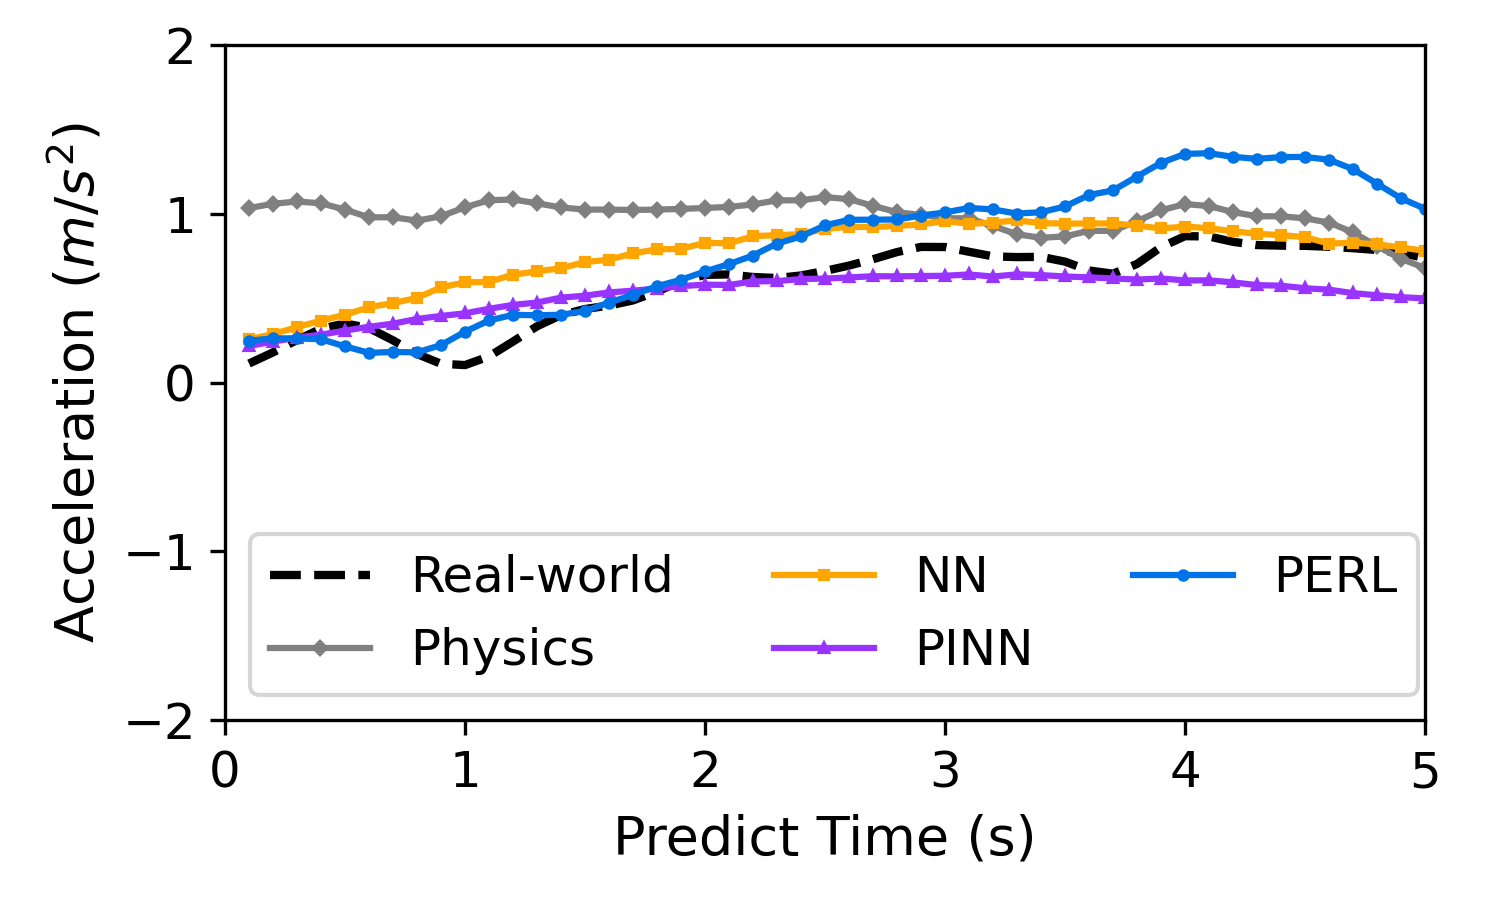 2
1
0
−1
−2
Acceleration (m/s²)
Real-world
Physics
NN
PINN
PERL
0 1 2 3 4 5
Predict Time (s)